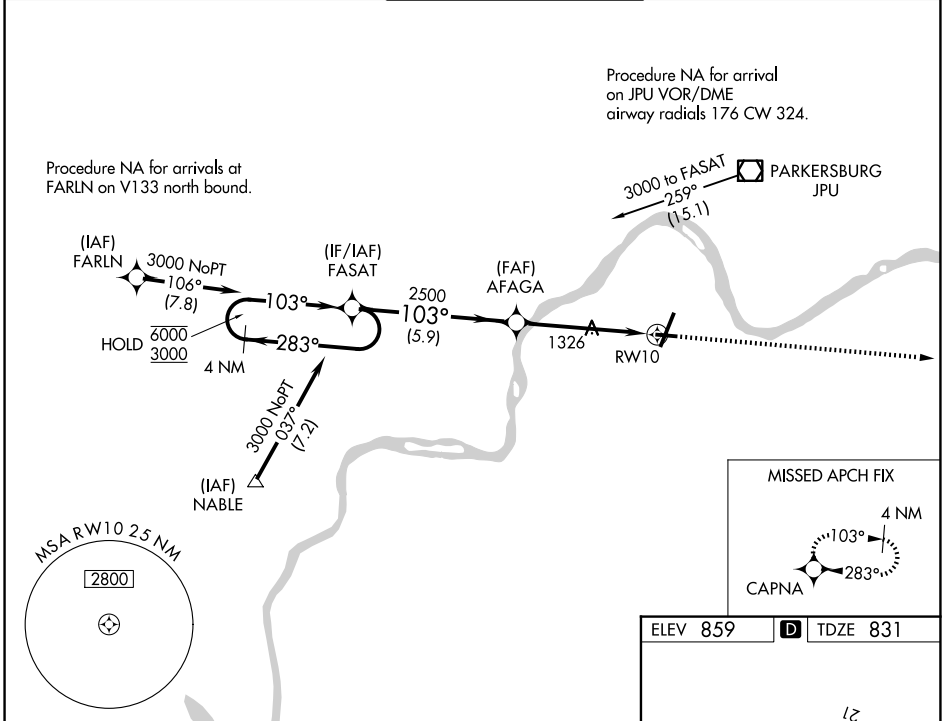 Procedure NA for arrival
on JPU VOR/DME
airway radials 176 CW 324.
Procedure NA for arrivals at
FARLN on V133 north bound.
3000 to FASAT
259°
(15.1)
PARKERSBURG
JPU
(IAF)
FARLN
3000 NoPT
106°
(7.8)
(IF/IAF)
FASAT
(FAF)
AFAGA
2500
103°
(5.9)
103°
283°
HOLD
6000
3000
4 NM
1326
RW10
3000 NoPT
037°
(7.2)
(IAF)
NABLE
MISSED APCH FIX
4 NM
103°
283°
CAPNA
MSA RW10 25 NM
2800
ELEV 859
D
TDZE 831
21